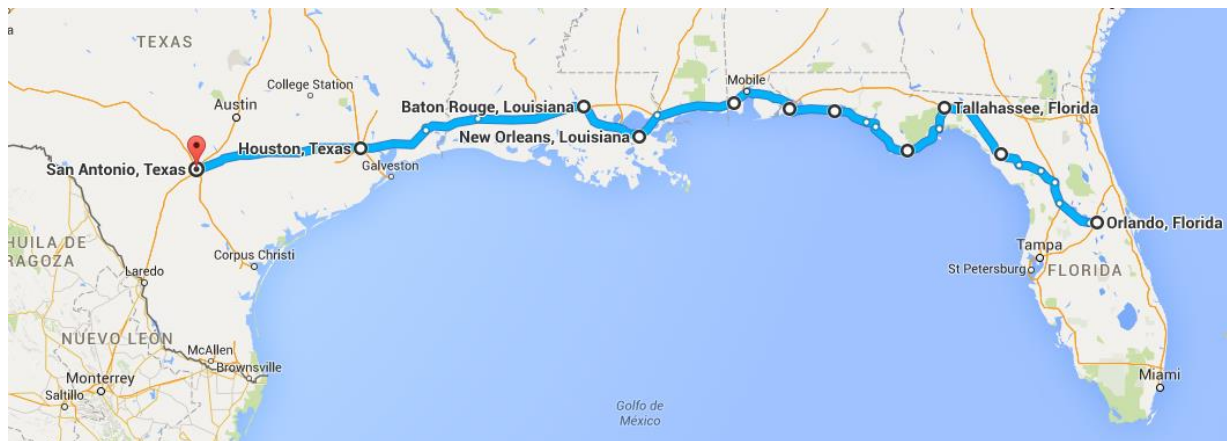 TEXAS
College Station
Austin
Houston, Texas
San Antonio, Texas
Galveston
Baton Rouge, Louisiana
New Orleans, Louisiana
Mobile
Tallahassee, Florida
Orlando, Florida
Tampa
St Petersburg
FLORIDA
Miami
HUILA DE
RAGOZA
Corpus Christi
Laredo
NUEVO LEÓN
McAllen
Brownsville
Monterrey
Saltillo
Golfo de
México